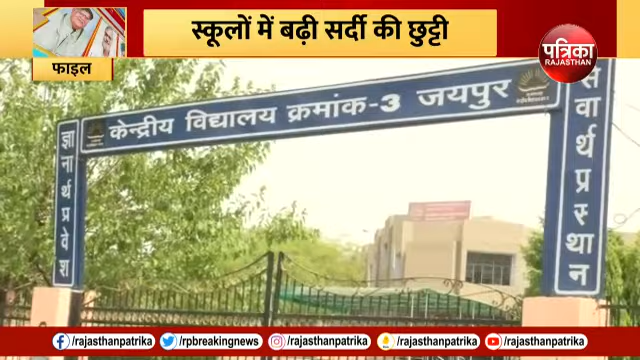 स्कूलों में बढ़ी सर्दी की छुट्टी
पत्रिका
RAJASTHAN
फाइल
केन्द्रीय विद्यालय क्रमांक-3 जयपुर
ज्ञानार्थ प्रवेश
सेवार्थ प्रस्थान
/rajasthanpatrika
/rpbreakingnews
/rajasthanpatrika
/rajasthanpatrika
/rajasthanpatrika